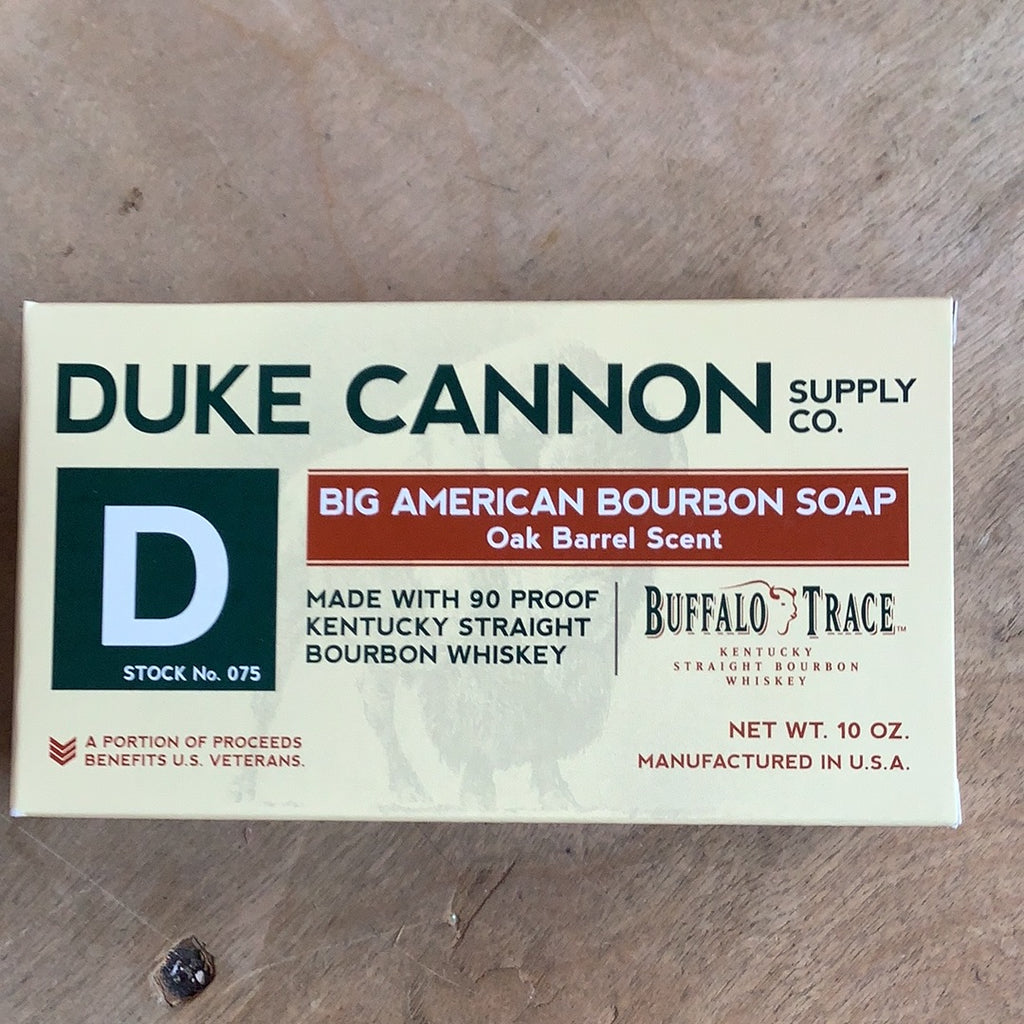 DUKE CANNON SUPPLY CO.
D
STOCK No. 075
BIG AMERICAN BOURBON SOAP
Oak Barrel Scent
MADE WITH 90 PROOF
KENTUCKY STRAIGHT
BOURBON WHISKEY
BUFFALO TRACE™
KENTUCKY
STRAIGHT BOURBON
WHISKEY
A PORTION OF PROCEEDS
BENEFITS U.S. VETERANS.
NET WT. 10 OZ.
MANUFACTURED IN U.S.A.